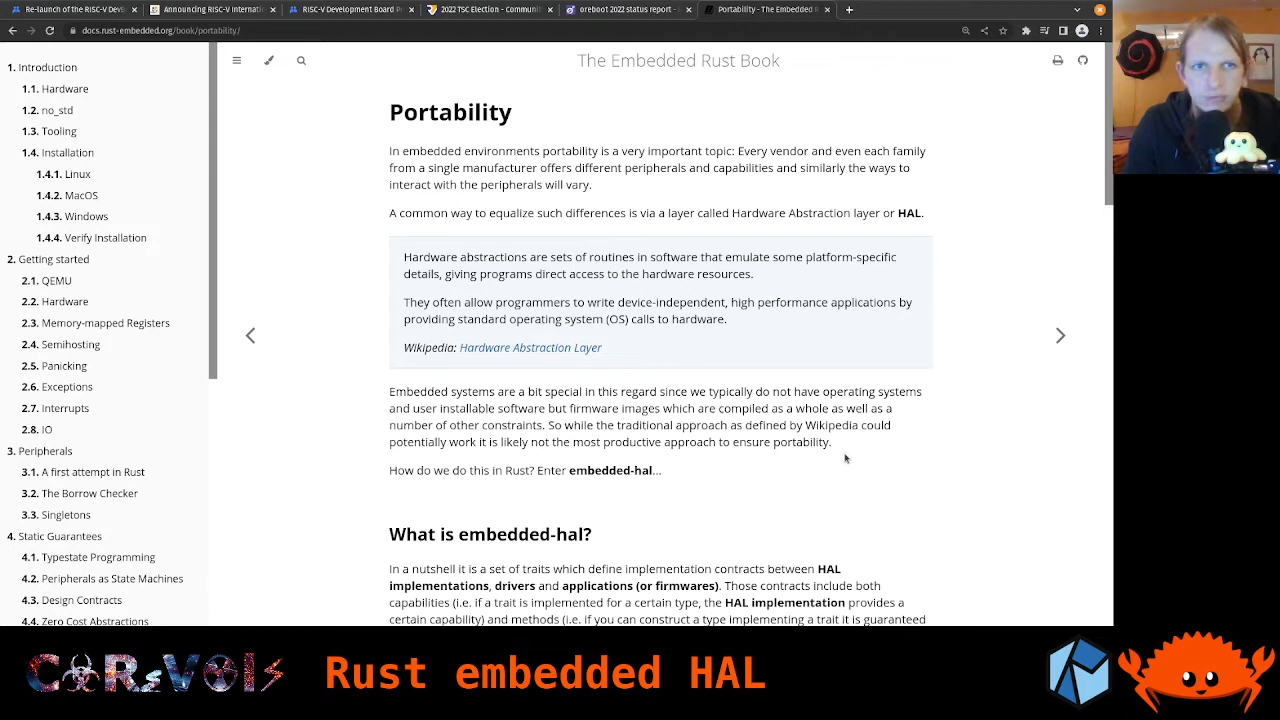 Re-launch of the RISC-V Dev
Announcing RISC-V Internati
RISC-V Development Board P
2022 TSC Election - Commun
oreboot 2022 status report -
Portability - The Embedded R
docs.rust-embedded.org/book/portability/
The Embedded Rust Book
1. Introduction
1.1. Hardware
1.2. no_std
1.3. Tooling
1.4. Installation
1.4.1. Linux
1.4.2. MacOS
1.4.3. Windows
1.4.4. Verify Installation
2. Getting started
2.1. QEMU
2.2. Hardware
2.3. Memory-mapped Registers
2.4. Semihosting
2.5. Panicking
2.6. Exceptions
2.7. Interrupts
2.8. IO
3. Peripherals
3.1. A first attempt in Rust
3.2. The Borrow Checker
3.3. Singletons
4. Static Guarantees
4.1. Typestate Programming
4.2. Peripherals as State Machines
4.3. Design Contracts
4.4. Zero Cost Abstractions
Portability
In embedded environments portability is a very important topic: Every vendor and even each family
from a single manufacturer offers different peripherals and capabilities and similarly the ways to
interact with the peripherals will vary.
A common way to equalize such differences is via a layer called Hardware Abstraction layer or HAL.
Hardware abstractions are sets of routines in software that emulate some platform-specific
details, giving programs direct access to the hardware resources.
They often allow programmers to write device-independent, high performance applications by
providing standard operating system (OS) calls to hardware.
Wikipedia: Hardware Abstraction Layer
Embedded systems are a bit special in this regard since we typically do not have operating systems
and user installable software but firmware images which are compiled as a whole as well as a
number of other constraints. So while the traditional approach as defined by Wikipedia could
potentially work it is likely not the most productive approach to ensure portability.
How do we do this in Rust? Enter embedded-hal...
What is embedded-hal?
In a nutshell it is a set of traits which define implementation contracts between HAL
implementations, drivers and applications (or firmwares). Those contracts include both
capabilities (i.e. if a trait is implemented for a certain type, the HAL implementation provides a
certain capability) and methods (i.e. if you can construct a type implementing a trait it is guaranteed
Rust embedded HAL